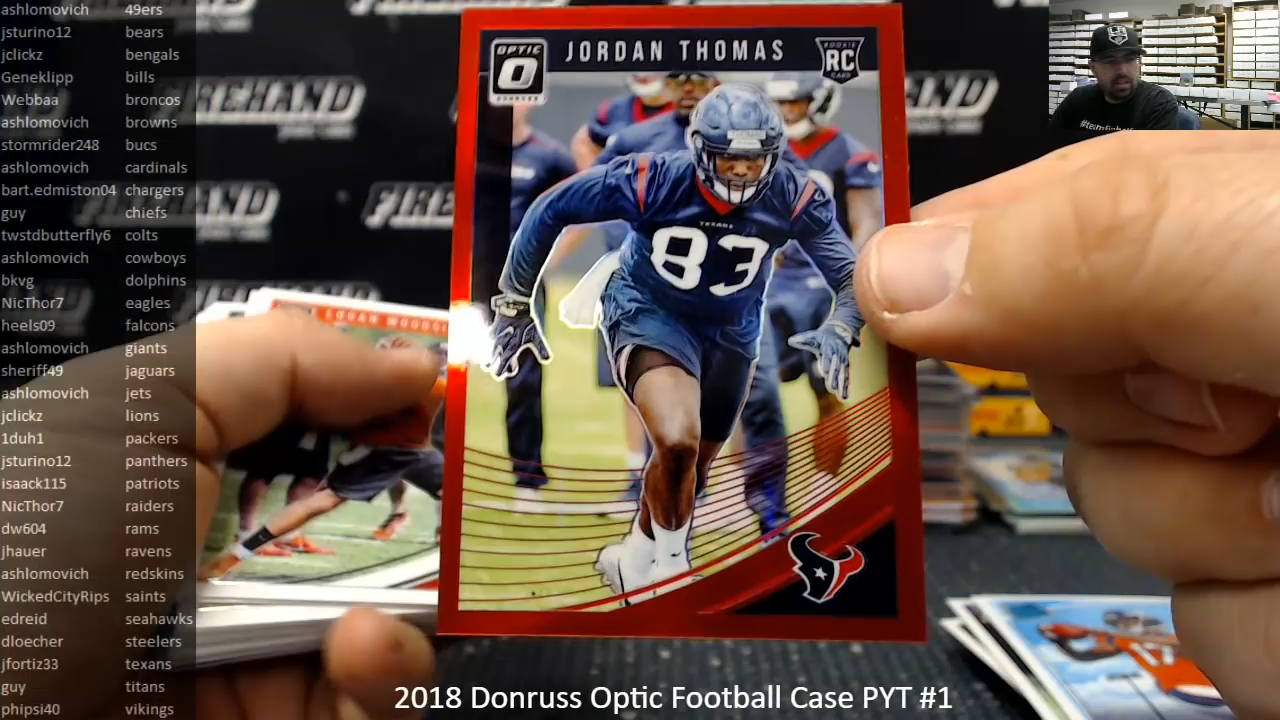 ashlomovich 49ers
jsturino12 bears
jclickz bengals
Geneklipp bills
Webbaa broncos
ashlomovich browns
stormrider248 bucs
ashlomovich cardinals
bart.edmiston04 chargers
guy chiefs
twstdbutterfly6 colts
ashlomovich cowboys
bkvg dolphins
NicThor7 eagles
heels09 falcons
ashlomovich giants
sheriff49 jaguars
ashlomovich jets
jclickz lions
1duh1 packers
jsturino12 panthers
isaack115 patriots
NicThor7 raiders
dw604 rams
jhauer ravens
ashlomovich redskins
WickedCityRips saints
edreid seahawks
dloecher steelers
jfortiz33 texans
guy titans
phipsi40 vikings
OPTIC
O
DONRUSS
JORDAN THOMAS
ROOKIE
RC
CARD
TEXANS
83
LOGAN
FIREHAND
17
2018 Donruss Optic Football Case PYT #1